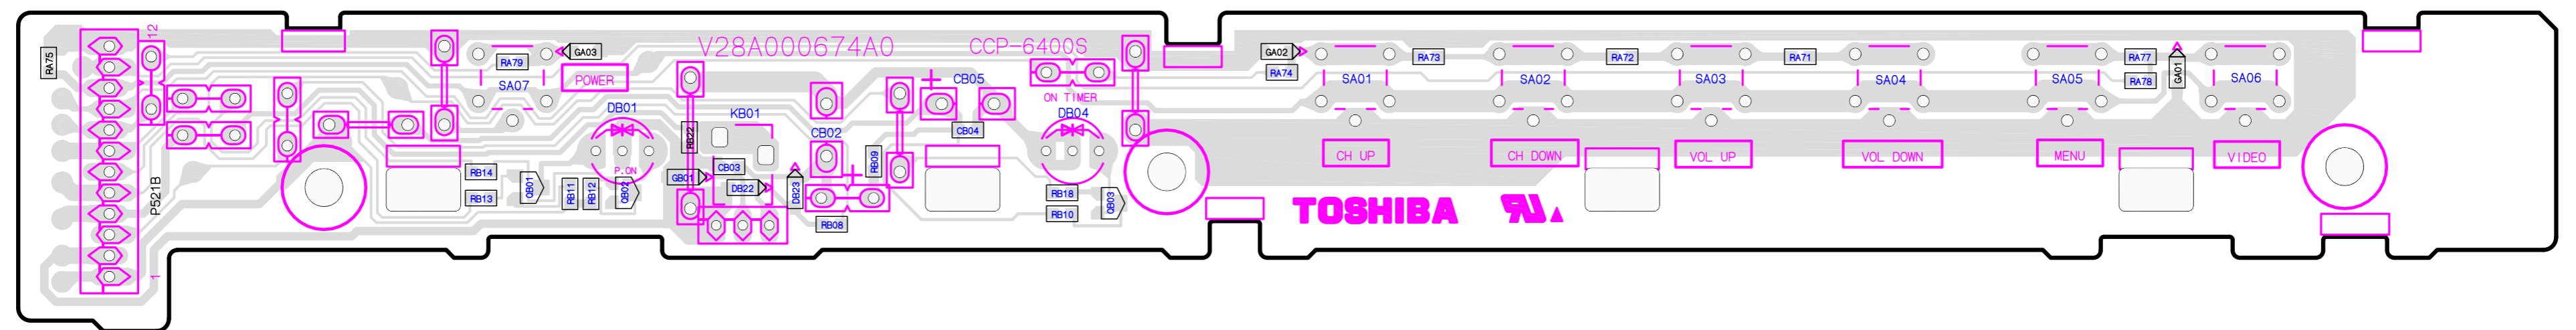 RA75
12
P521B
1
SA07
RA79
GA03
POWER
V28A000674A0
CCP-6400S
DB01
P.ON
KB01
RB22
CB02
CB03
GB01
DB22
DB23
RB14
RB13
QB01
RB11
RB12
QB02
RB08
RB09
CB05
CB04
ON TIMER
DB04
RB18
RB10
QB03
GA02
RA74
SA01
RA73
SA02
RA72
SA03
RA71
SA04
SA05
RA77
RA78
GA01
SA06
CH UP
CH DOWN
VOL UP
VOL DOWN
MENU
VIDEO
TOSHIBA